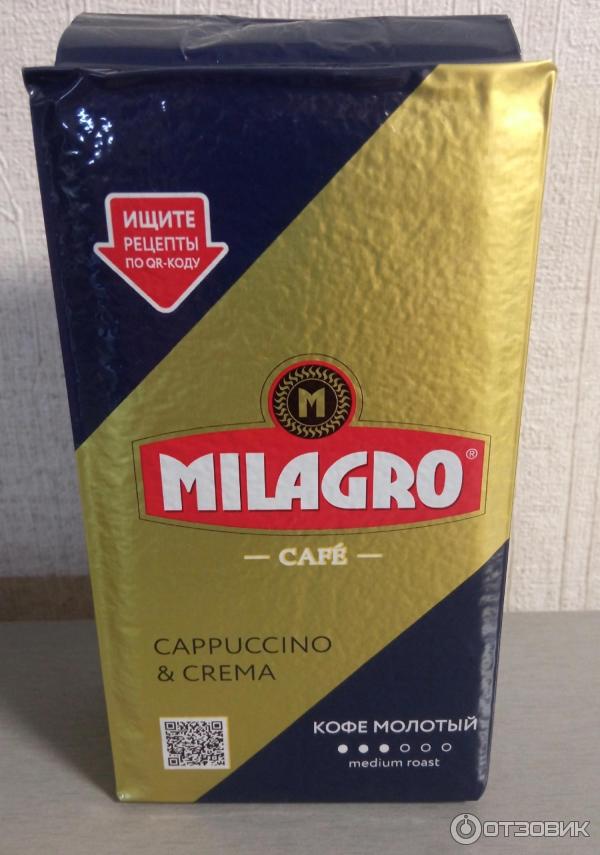 ИЩИТЕ
РЕЦЕПТЫ
ПО QR-КОДУ
M
MILAGRO®
— CAFÉ —
CAPPUCCINO
& CREMA
КОФЕ МОЛОТЫЙ
medium roast
ОТЗОВИК